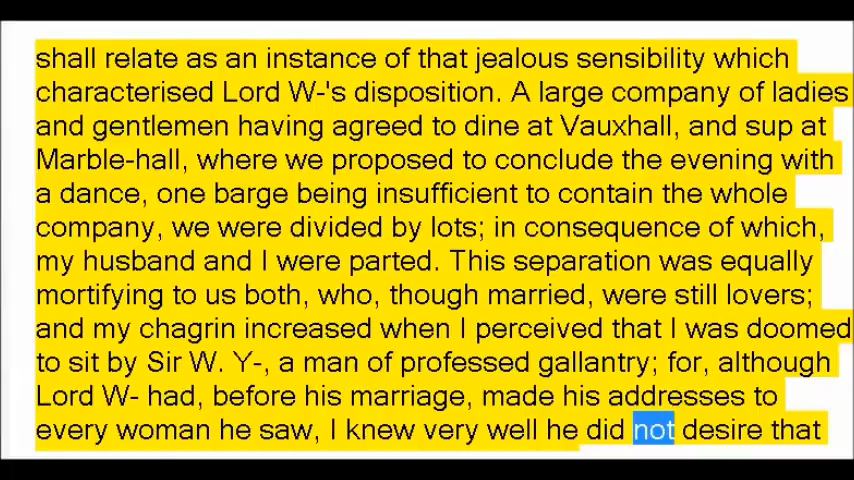 shall relate as an instance of that jealous sensibility which
characterised Lord W-'s disposition. A large company of ladies
and gentlemen having agreed to dine at Vauxhall, and sup at
Marble-hall, where we proposed to conclude the evening with
a dance, one barge being insufficient to contain the whole
company, we were divided by lots; in consequence of which,
my husband and I were parted. This separation was equally
mortifying to us both, who, though married, were still lovers;
and my chagrin increased when I perceived that I was doomed
to sit by Sir W. Y-, a man of professed gallantry; for, although
Lord W- had, before his marriage, made his addresses to
every woman he saw, I knew very well he did not desire that